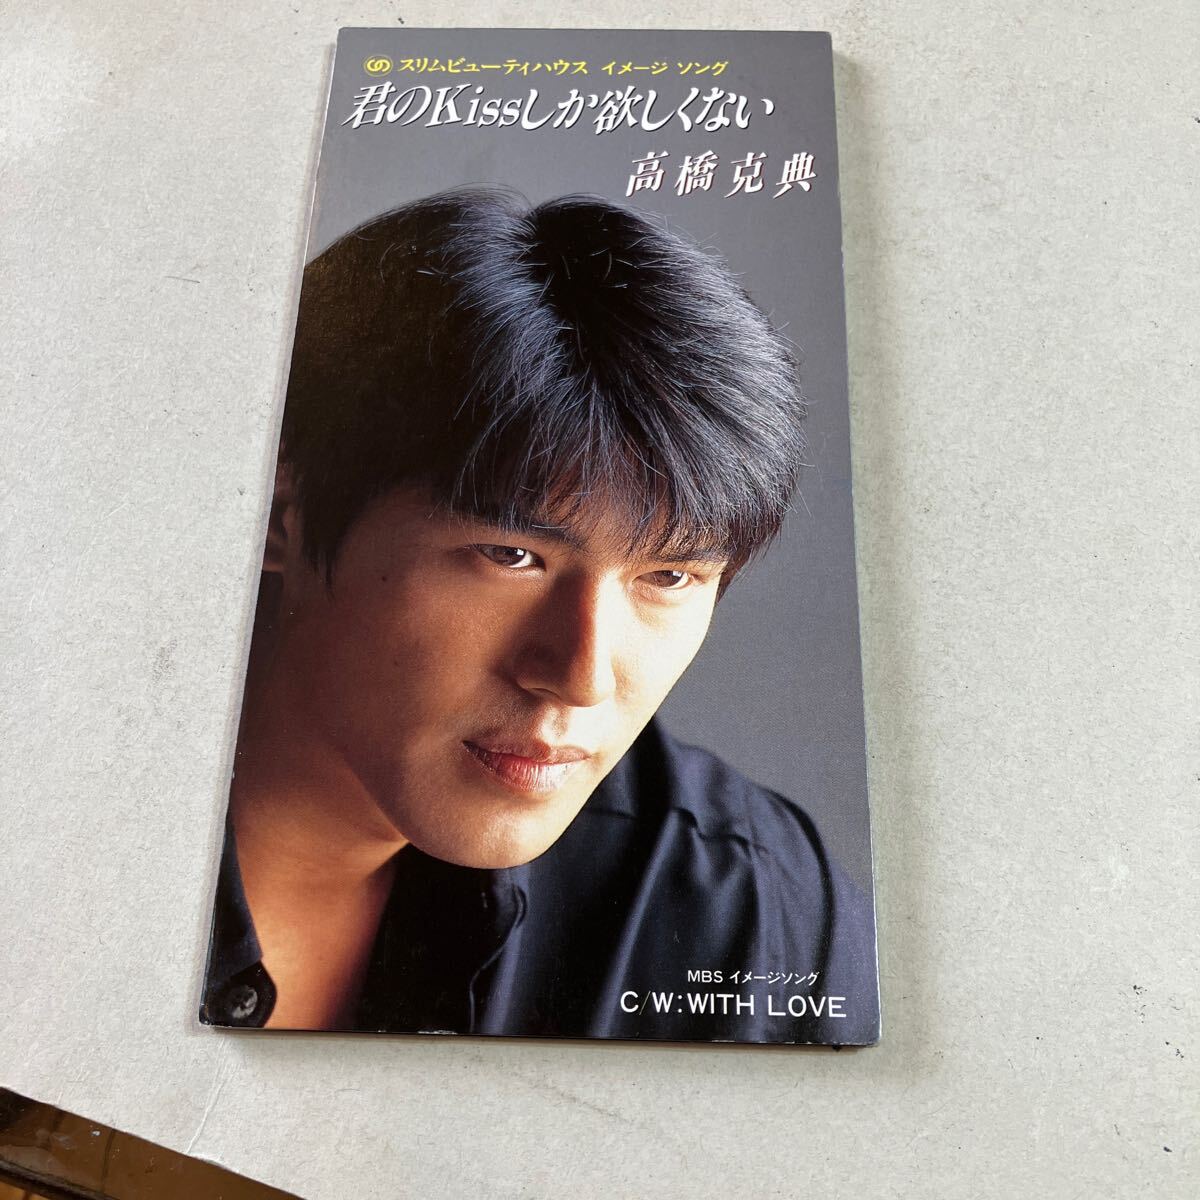 スリムビューティハウス イメージ ソング
君のKissしか欲しくない
高橋克典
MBS イメージソング
C/W:WITH LOVE